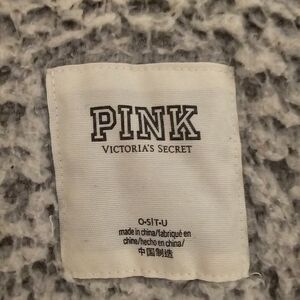 PINK
VICTORIA'S SECRET
O-S|T-U
made in china/fabriqué en
chine/hecho en china/
中国制造